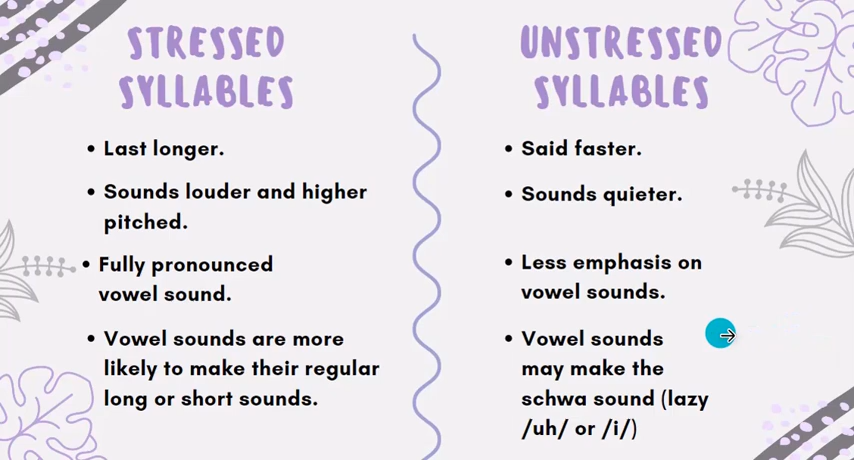 STRESSED
SYLLABLES
• Last longer.
• Sounds louder and higher
pitched.
• Fully pronounced
vowel sound.
• Vowel sounds are more
likely to make their regular
long or short sounds.
UNSTRESSED
SYLLABLES
• Said faster.
• Sounds quieter.
• Less emphasis on
vowel sounds.
• Vowel sounds
may make the
schwa sound (lazy
/uh/ or /i/)